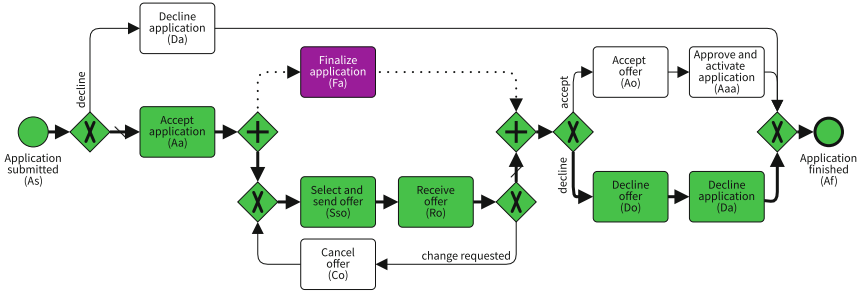 Decline
application
(Da)
decline
Finalize
application
(Fa)
Accept
offer
(Ao)
Approve and
activate
application
(Aaa)
accept
Accept
application
(Aa)
Application
submitted
(As)
Application
finished
(Af)
decline
Select and
send offer
(Sso)
Receive
offer
(Ro)
Decline
offer
(Do)
Decline
application
(Da)
Cancel
offer
(Co)
change requested